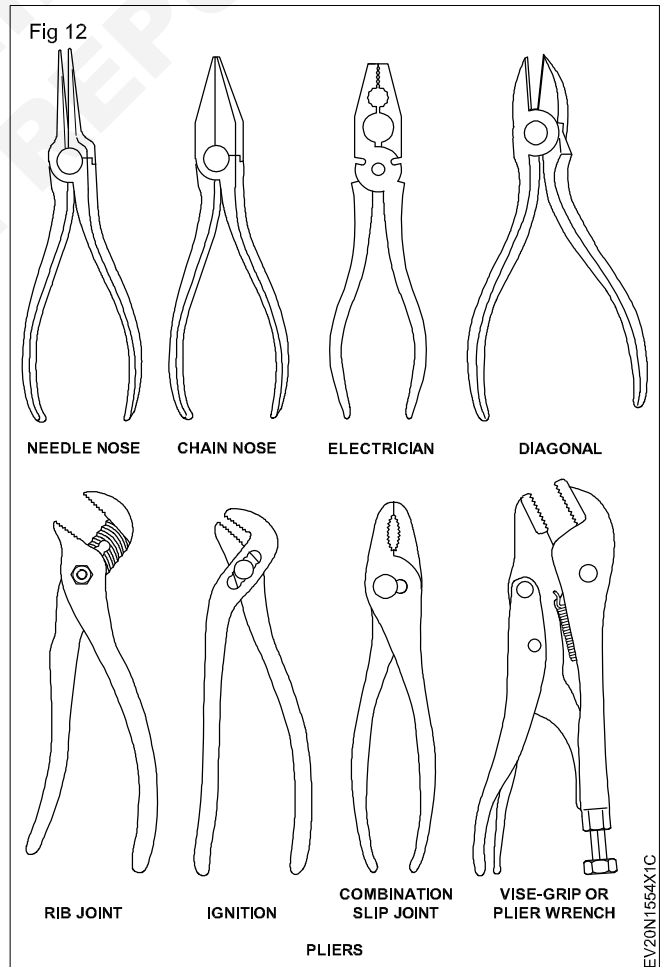 Fig 12
NEEDLE NOSE
CHAIN NOSE
ELECTRICIAN
DIAGONAL
RIB JOINT
IGNITION
COMBINATION
SLIP JOINT
VISE-GRIP OR
PLIER WRENCH
PLIERS
EV20N1554X1C